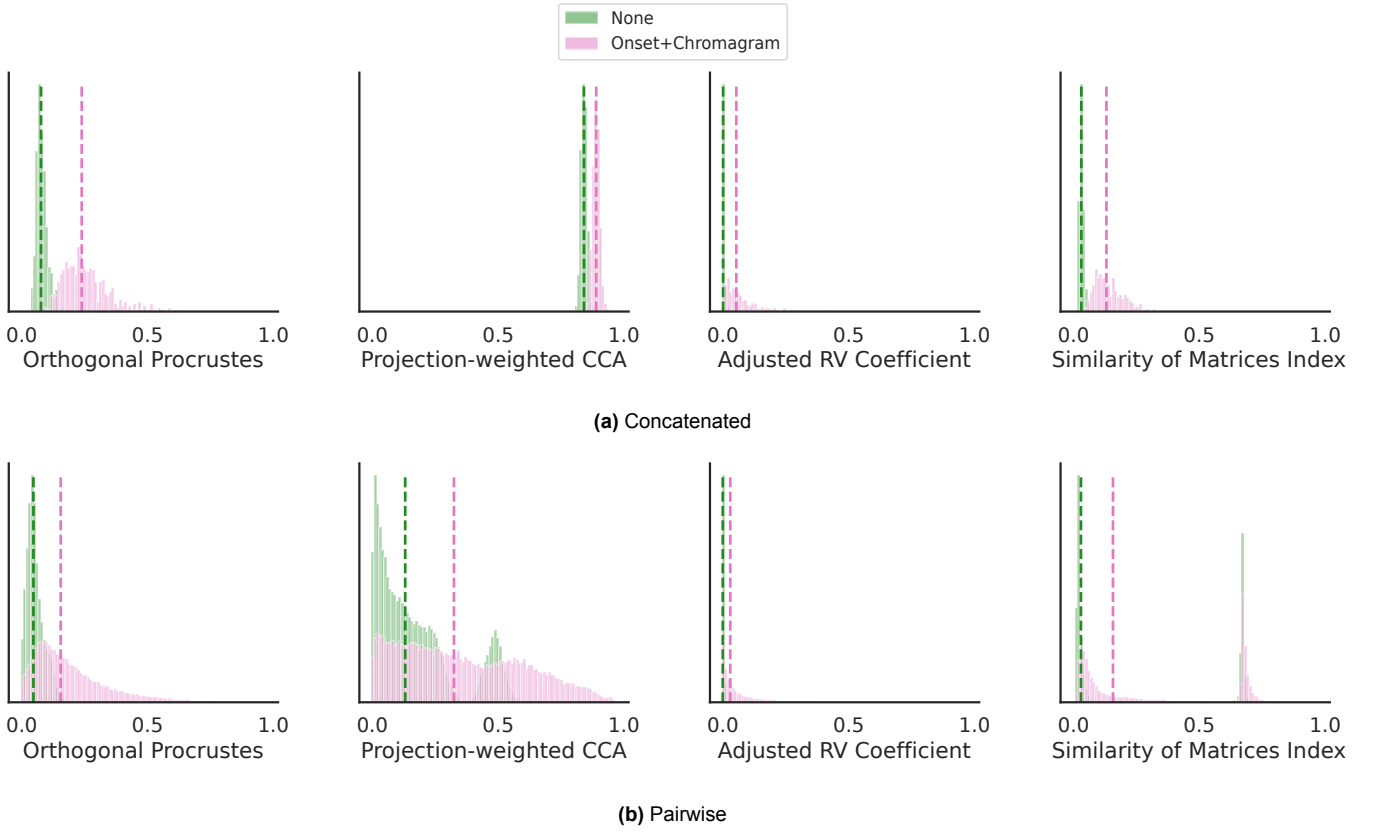 None
Onset+Chromagram
0.0 0.5 1.0 0.0 0.5 1.0 0.0 0.5 1.0 0.0 0.5 1.0
Orthogonal Procrustes Projection-weighted CCA Adjusted RV Coefficient Similarity of Matrices Index
(a) Concatenated
0.0 0.5 1.0 0.0 0.5 1.0 0.0 0.5 1.0 0.0 0.5 1.0
Orthogonal Procrustes Projection-weighted CCA Adjusted RV Coefficient Similarity of Matrices Index
(b) Pairwise